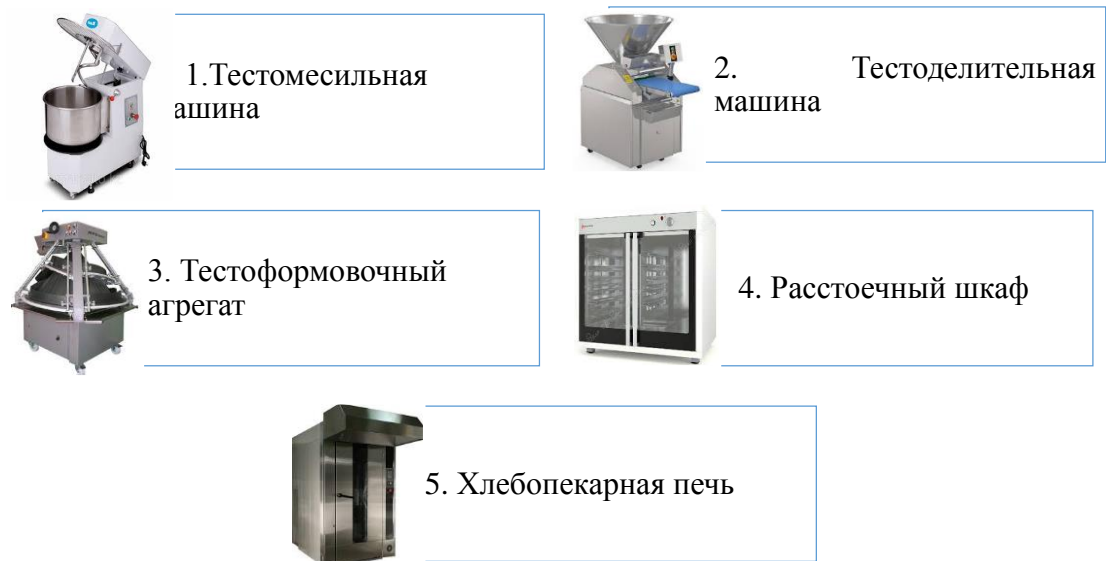 1.Тестомесильная
ашина
2. Тестоделительная
машина
3. Тестоформовочный
агрегат
4. Расстоечный шкаф
5. Хлебопекарная печь